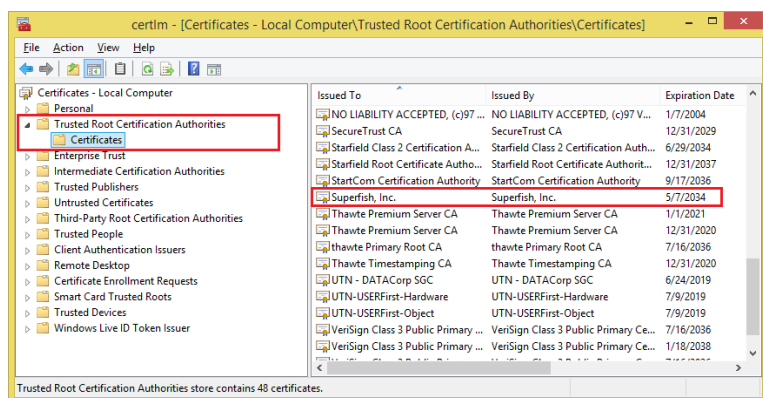 certlm - [Certificates - Local Computer\Trusted Root Certification Authorities\Certificates]
File Action View Help
Certificates - Local Computer
Personal
Trusted Root Certification Authorities
Certificates
Enterprise Trust
Intermediate Certification Authorities
Trusted Publishers
Untrusted Certificates
Third-Party Root Certification Authorities
Trusted People
Client Authentication Issuers
Remote Desktop
Certificate Enrollment Requests
Smart Card Trusted Roots
Trusted Devices
Windows Live ID Token Issuer
Issued To Issued By Expiration Date
NO LIABILITY ACCEPTED, (c)97 ... NO LIABILITY ACCEPTED, (c)97 V... 1/7/2004
SecureTrust CA SecureTrust CA 12/31/2029
Starfield Class 2 Certification A... Starfield Class 2 Certification Auth... 6/29/2034
Starfield Root Certificate Autho... Starfield Root Certificate Authorit... 12/31/2037
StartCom Certification Authority StartCom Certification Authority 9/17/2036
Superfish, Inc. Superfish, Inc. 5/7/2034
Thawte Premium Server CA Thawte Premium Server CA 1/1/2021
Thawte Premium Server CA Thawte Premium Server CA 12/31/2020
thawte Primary Root CA thawte Primary Root CA 7/16/2036
Thawte Timestamping CA Thawte Timestamping CA 12/31/2020
UTN - DATACorp SGC UTN - DATACorp SGC 6/24/2019
UTN-USERFirst-Hardware UTN-USERFirst-Hardware 7/9/2019
UTN-USERFirst-Object UTN-USERFirst-Object 7/9/2019
VeriSign Class 3 Public Primary ... VeriSign Class 3 Public Primary Ce... 7/16/2036
VeriSign Class 3 Public Primary ... VeriSign Class 3 Public Primary Ce... 1/18/2038
Trusted Root Certification Authorities store contains 48 certificates.